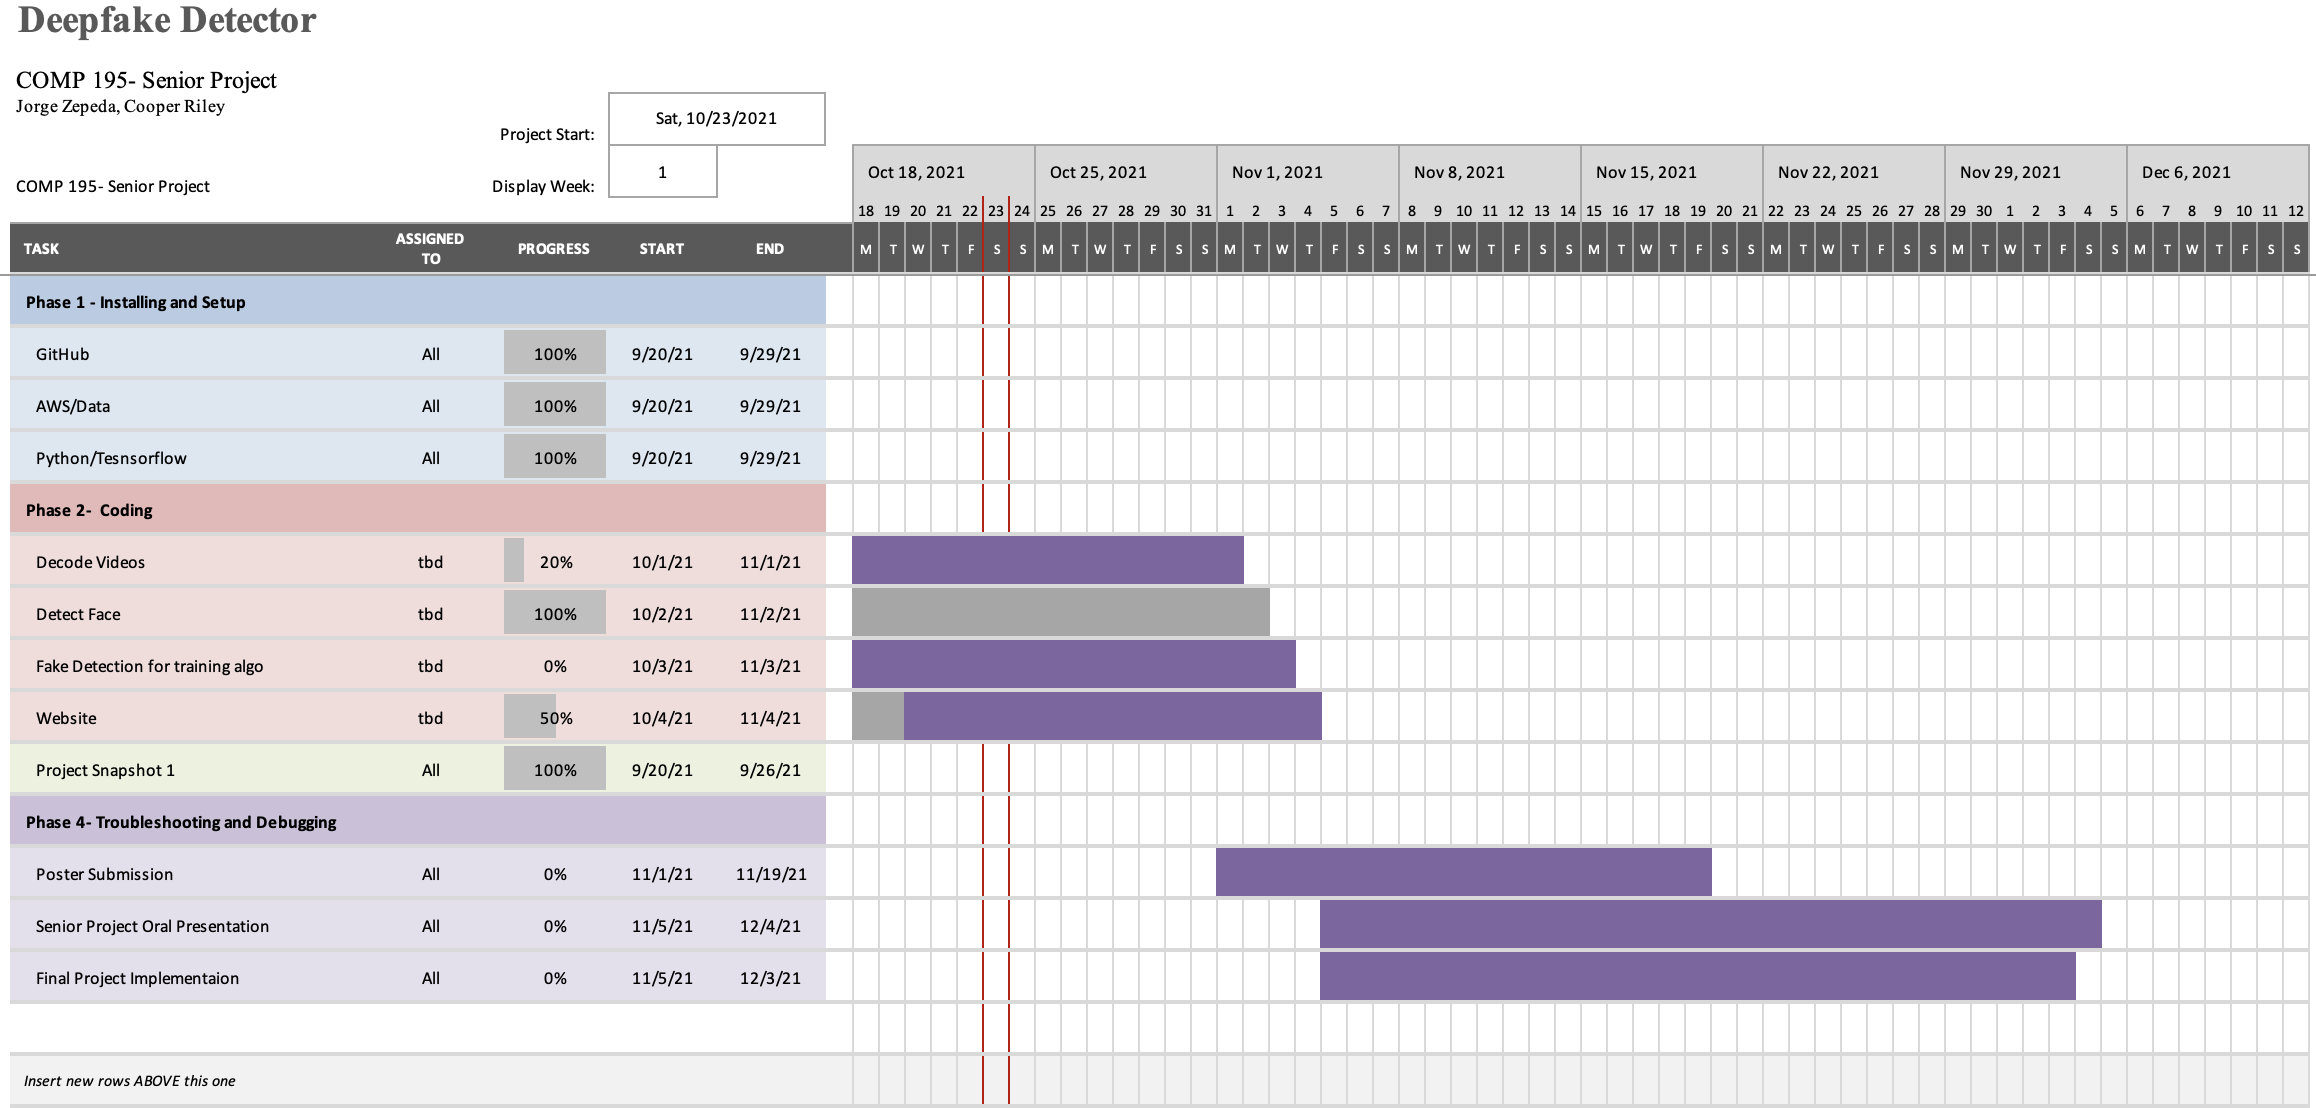 Deepfake Detector
COMP 195- Senior Project
Jorge Zepeda, Cooper Riley
Project Start: Sat, 10/23/2021
COMP 195- Senior Project Display Week: 1
Oct 18, 2021 Oct 25, 2021 Nov 1, 2021 Nov 8, 2021 Nov 15, 2021 Nov 22, 2021 Nov 29, 2021 Dec 6, 2021
18 19 20 21 22 23 24 25 26 27 28 29 30 31 1 2 3 4 5 6 7 8 9 10 11 12 13 14 15 16 17 18 19 20 21 22 23 24 25 26 27 28 29 30 1 2 3 4 5 6 7 8 9 10 11 12
TASK ASSIGNED TO PROGRESS START END M T W T F S S M T W T F S S M T W T F S S M T W T F S S M T W T F S S M T W T F S S M T W T F S S M T W T F S S
Phase 1 - Installing and Setup
GitHub All 100% 9/20/21 9/29/21
AWS/Data All 100% 9/20/21 9/29/21
Python/Tesnsorflow All 100% 9/20/21 9/29/21
Phase 2- Coding
Decode Videos tbd 20% 10/1/21 11/1/21
Detect Face tbd 100% 10/2/21 11/2/21
Fake Detection for training algo tbd 0% 10/3/21 11/3/21
Website tbd 50% 10/4/21 11/4/21
Project Snapshot 1 All 100% 9/20/21 9/26/21
Phase 4- Troubleshooting and Debugging
Poster Submission All 0% 11/1/21 11/19/21
Senior Project Oral Presentation All 0% 11/5/21 12/4/21
Final Project Implementaion All 0% 11/5/21 12/3/21
Insert new rows ABOVE this one